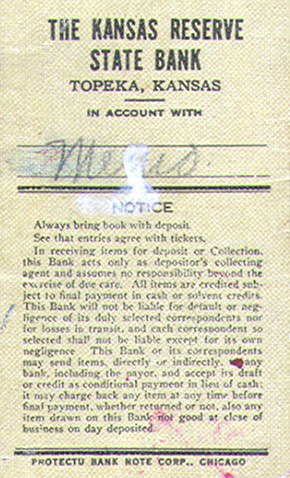 THE KANSAS RESERVE
STATE BANK
TOPEKA, KANSAS
IN ACCOUNT WITH
NOTICE
Always bring book with deposit.
See that entries agree with tickets.
In receiving items for deposit or Collection,
this Bank acts only as depositor's collecting
agent and assumes no responsibility beyond the
exercise of due care. All items are credited sub-
ject to final payment in cash or solvent credits.
This Bank will not be liable for default or neg-
ligence of its duly selected correspondents nor
for losses in transit, and each correspondent so
selected shall not be liable except for its own
negligence This Bank or its correspondents
may send items, directly or indirectly, to any
bank, including the payor, and accept its draft
or credit as conditional payment in lieu of cash;
it may charge back any item at any time before
final payment, whether returned or not, also any
item drawn on this Bank not good at close of
business on day deposited.
PROTECTU BANK NOTE CORP., CHICAGO